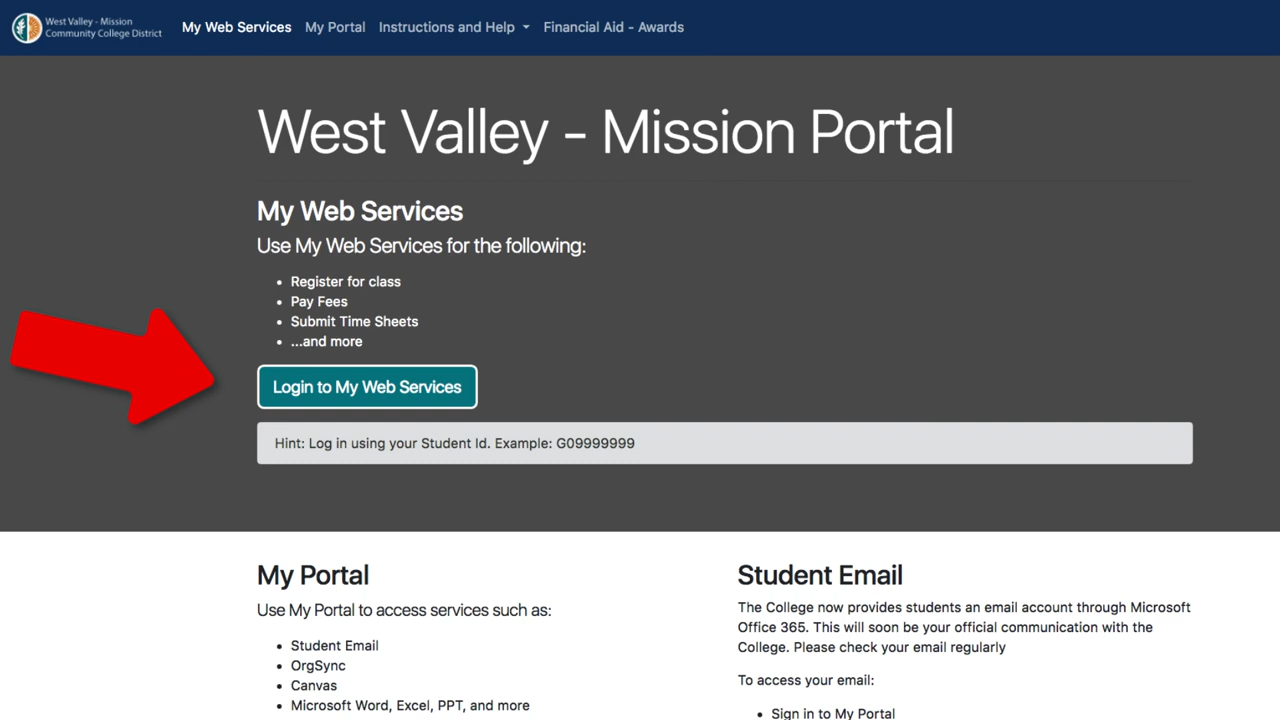 West Valley - Mission
Community College District
My Web Services
My Portal
Instructions and Help
Financial Aid - Awards
West Valley - Mission Portal
My Web Services
Use My Web Services for the following:
• Register for class
• Pay Fees
• Submit Time Sheets
• ...and more
Login to My Web Services
Hint: Log in using your Student Id. Example: G09999999
My Portal
Use My Portal to access services such as:
• Student Email
• OrgSync
• Canvas
• Microsoft Word, Excel, PPT, and more
Student Email
The College now provides students an email account through Microsoft
Office 365. This will soon be your official communication with the
College. Please check your email regularly
To access your email:
• Sign in to My Portal